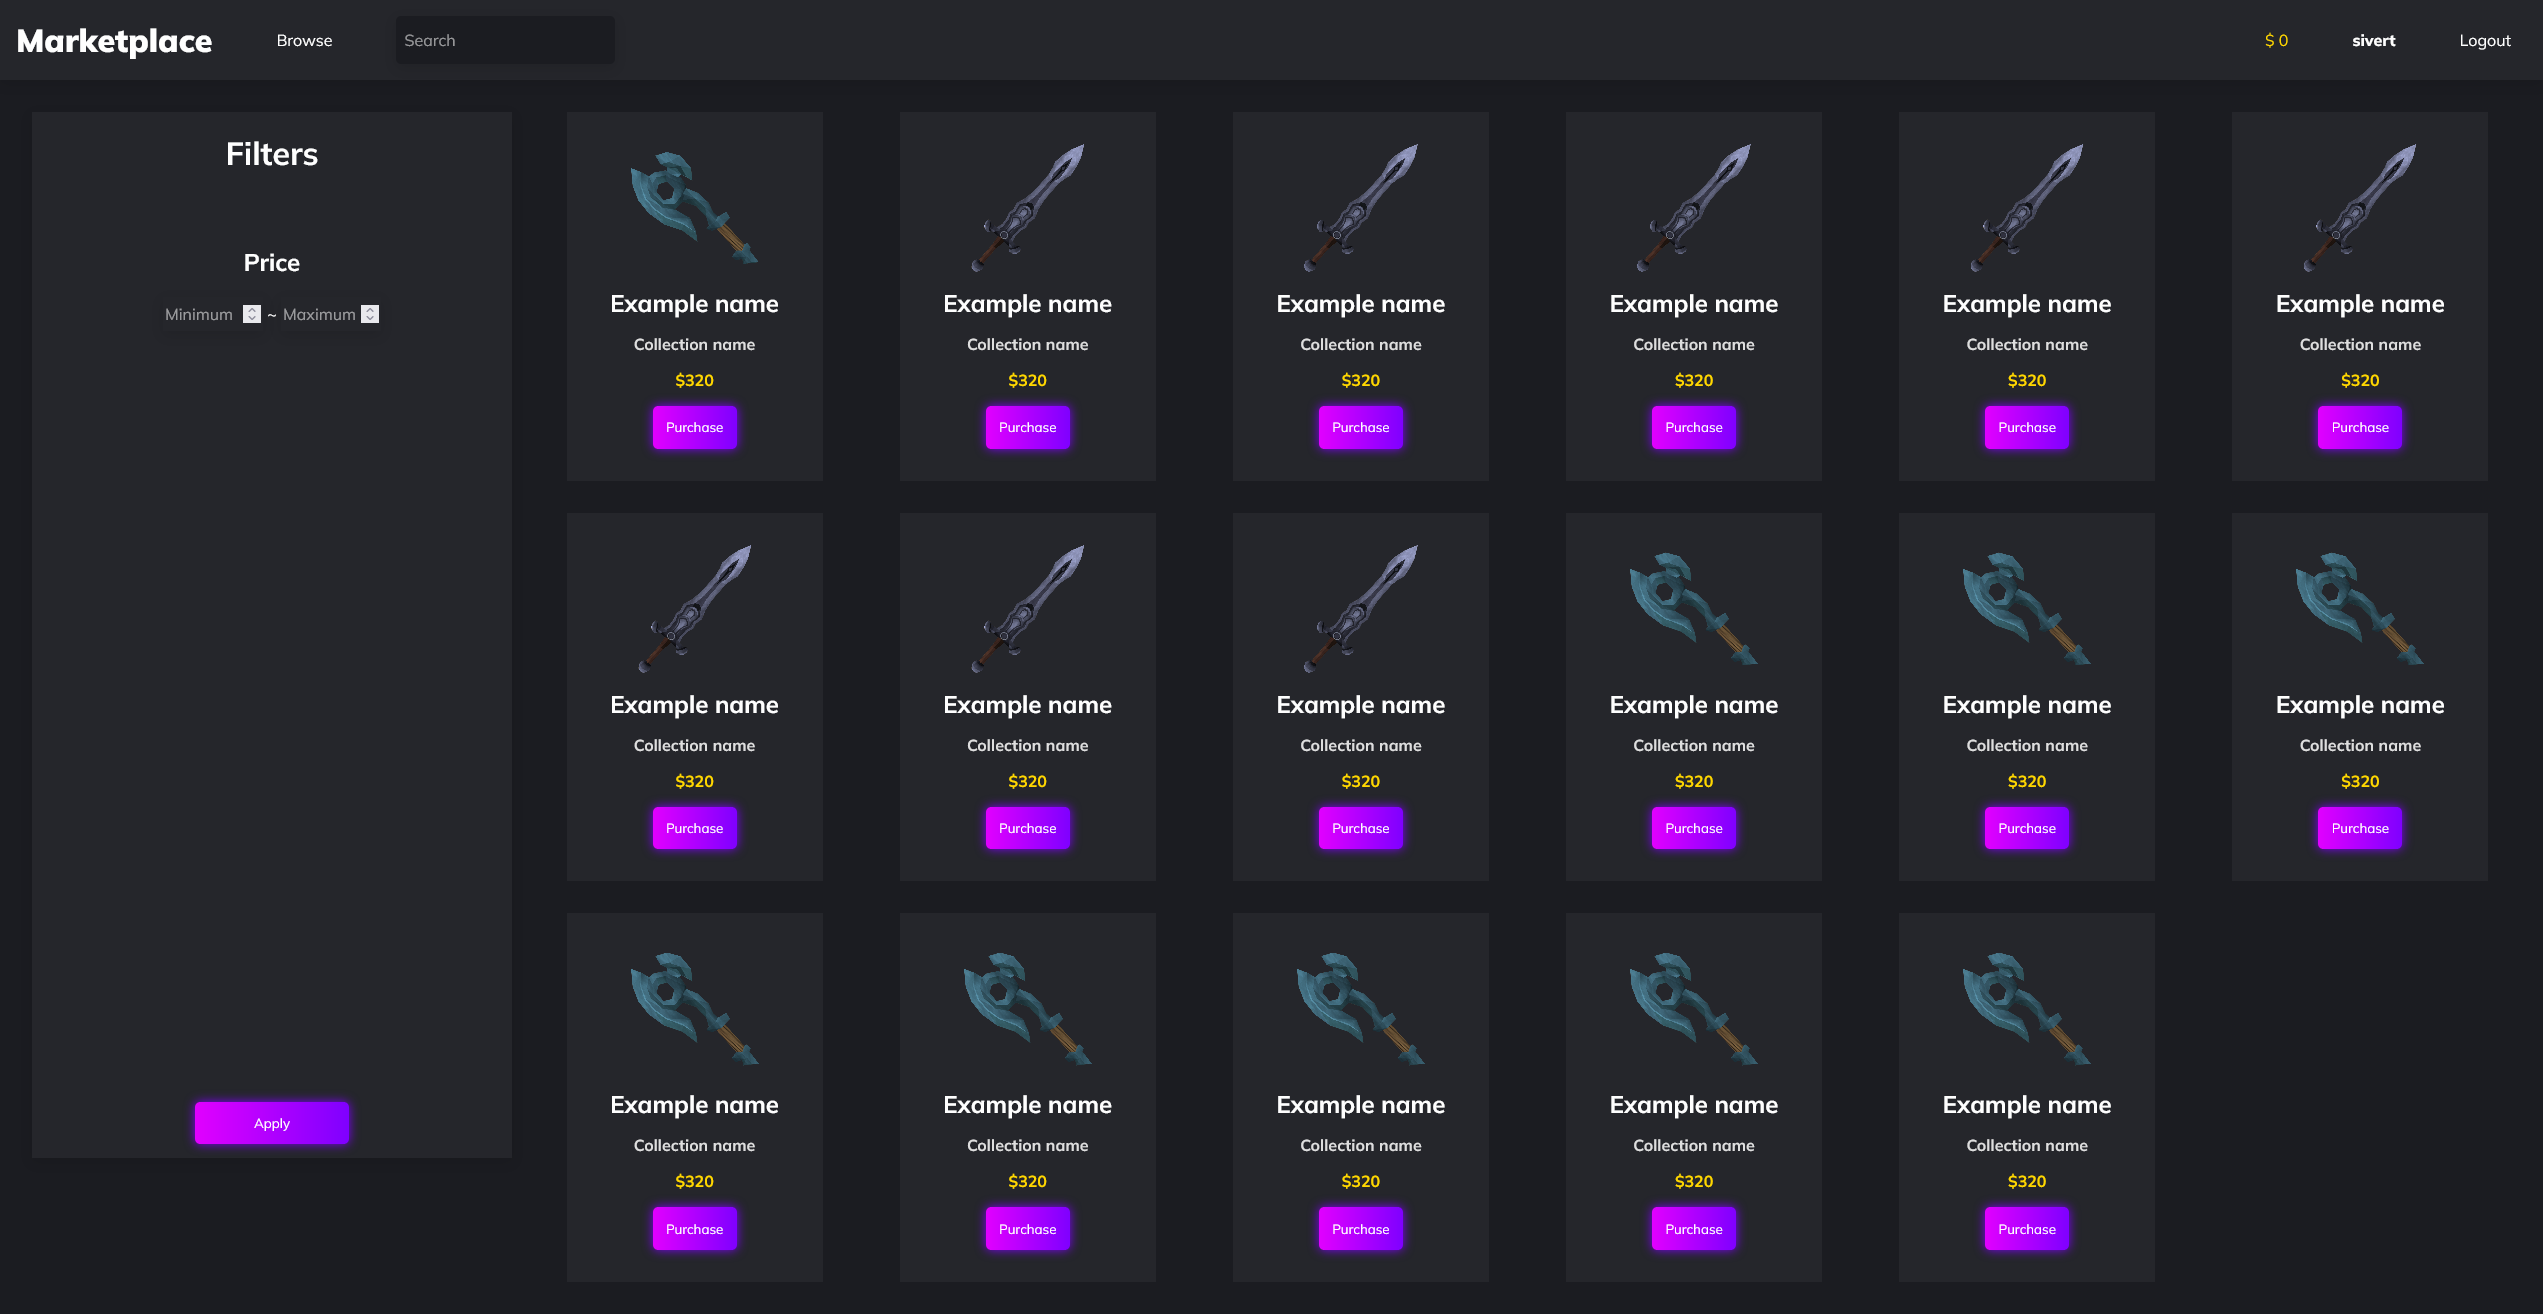 Marketplace Browse Search $ 0 sivert Logout
Filters
Price
Minimum ~ Maximum
Apply
Example name Example name Example name Example name Example name Example name
Collection name Collection name Collection name Collection name Collection name Collection name
$320 $320 $320 $320 $320 $320
Purchase Purchase Purchase Purchase Purchase Purchase
Example name Example name Example name Example name Example name Example name
Collection name Collection name Collection name Collection name Collection name Collection name
$320 $320 $320 $320 $320 $320
Purchase Purchase Purchase Purchase Purchase Purchase
Example name Example name Example name Example name Example name
Collection name Collection name Collection name Collection name Collection name
$320 $320 $320 $320 $320
Purchase Purchase Purchase Purchase Purchase